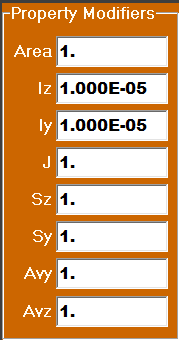 Property Modifiers
Area 1.
Iz 1.000E-05
Iy 1.000E-05
J 1.
Sz 1.
Sy 1.
Avy 1.
Avz 1.